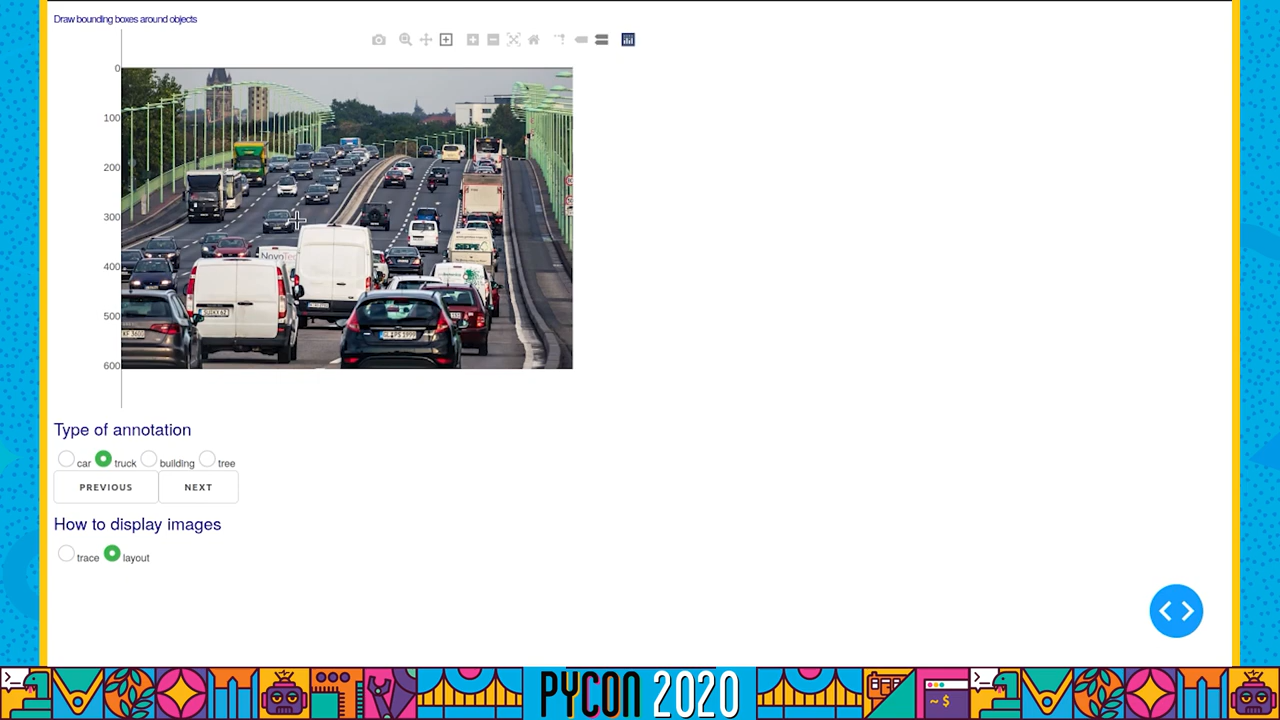 Draw bounding boxes around objects
0
100
200
300
400
500
600
NovoTec
Type of annotation
car truck building tree
PREVIOUS NEXT
How to display images
trace layout
< >
~ $
PYCON 2020